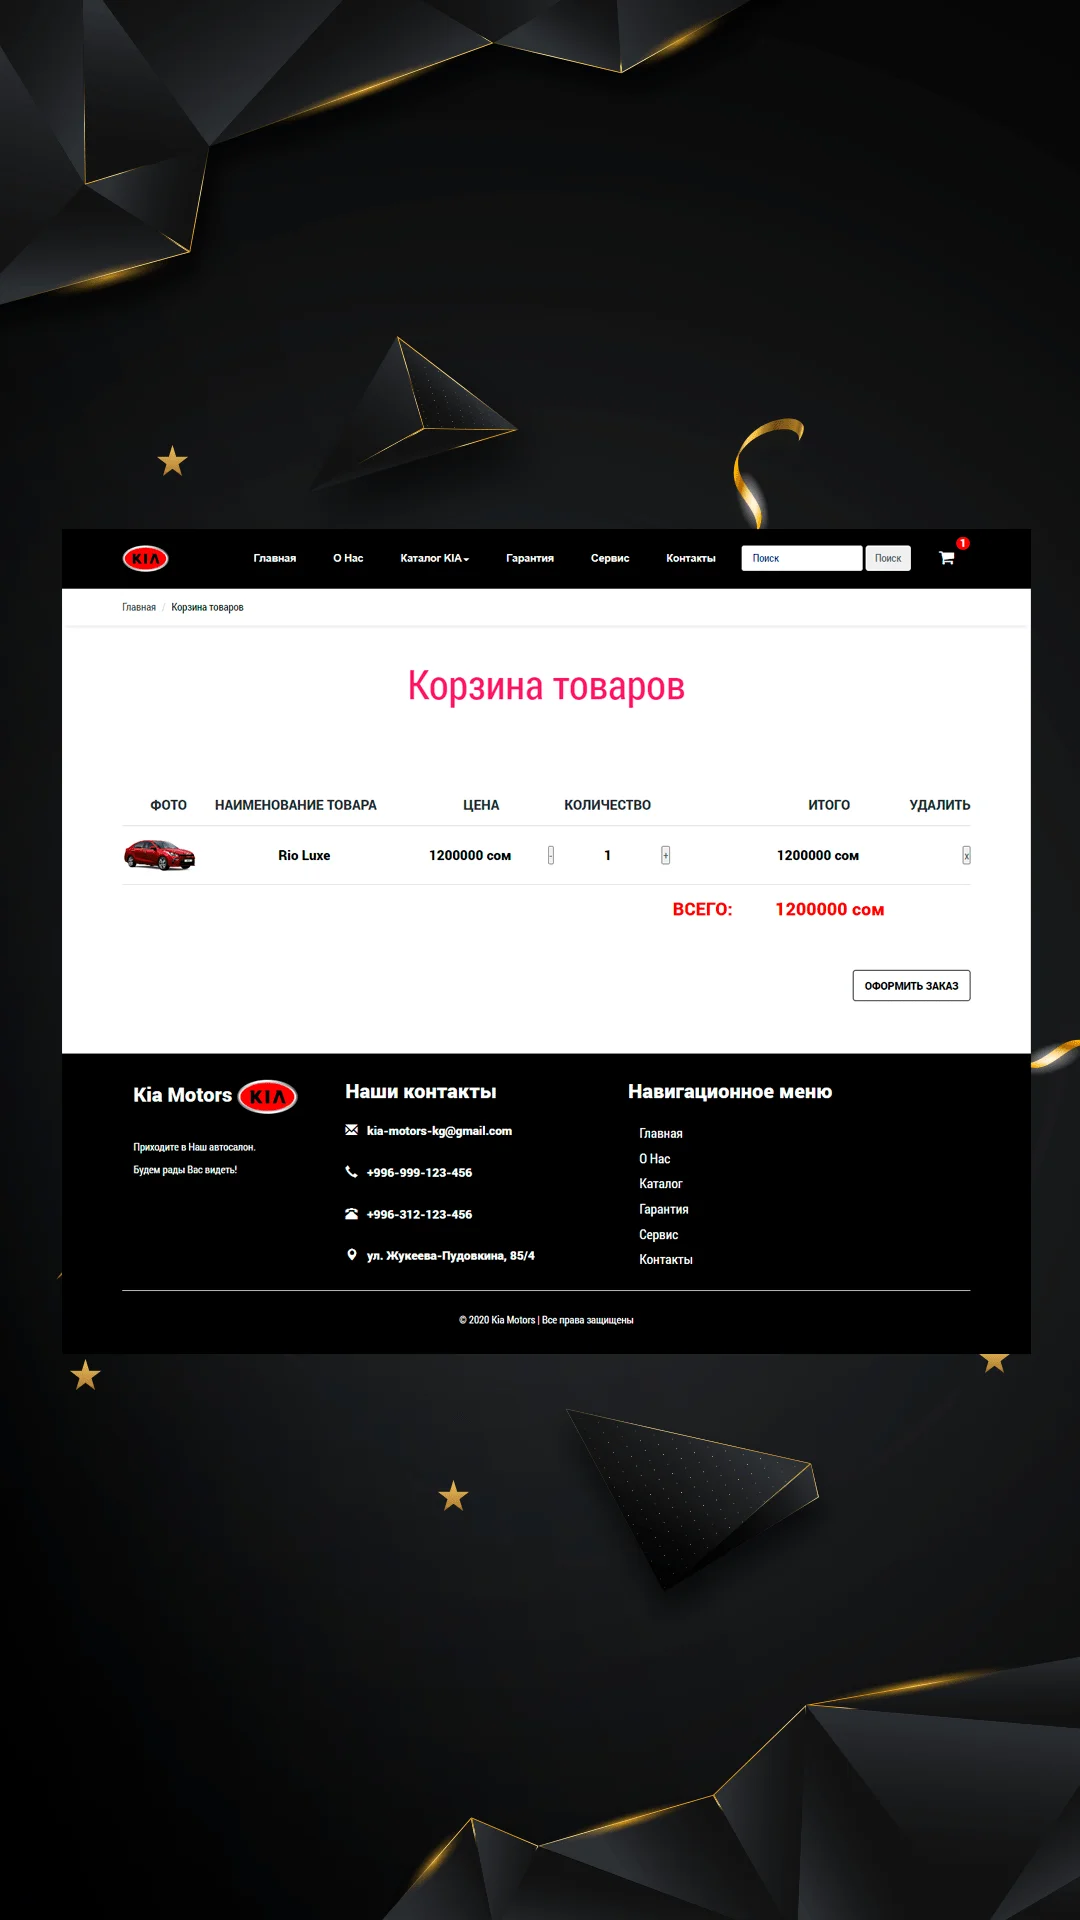 KIA Главная О Нас Каталог KIA Гарантия Сервис Контакты Поиск Поиск 1
Главная / Корзина товаров
Корзина товаров
ФОТО НАИМЕНОВАНИЕ ТОВАРА ЦЕНА КОЛИЧЕСТВО ИТОГО УДАЛИТЬ
Rio Luxe 1200000 сом - 1 + 1200000 сом x
ВСЕГО: 1200000 сом
ОФОРМИТЬ ЗАКАЗ
Kia Motors KIA
Приходите в Наш автосалон.
Будем рады Вас видеть!
Наши контакты
kia-motors-kg@gmail.com
+996-999-123-456
+996-312-123-456
ул. Жукеева-Пудовкина, 85/4
Навигационное меню
Главная
О Нас
Каталог
Гарантия
Сервис
Контакты
© 2020 Kia Motors | Все права защищены